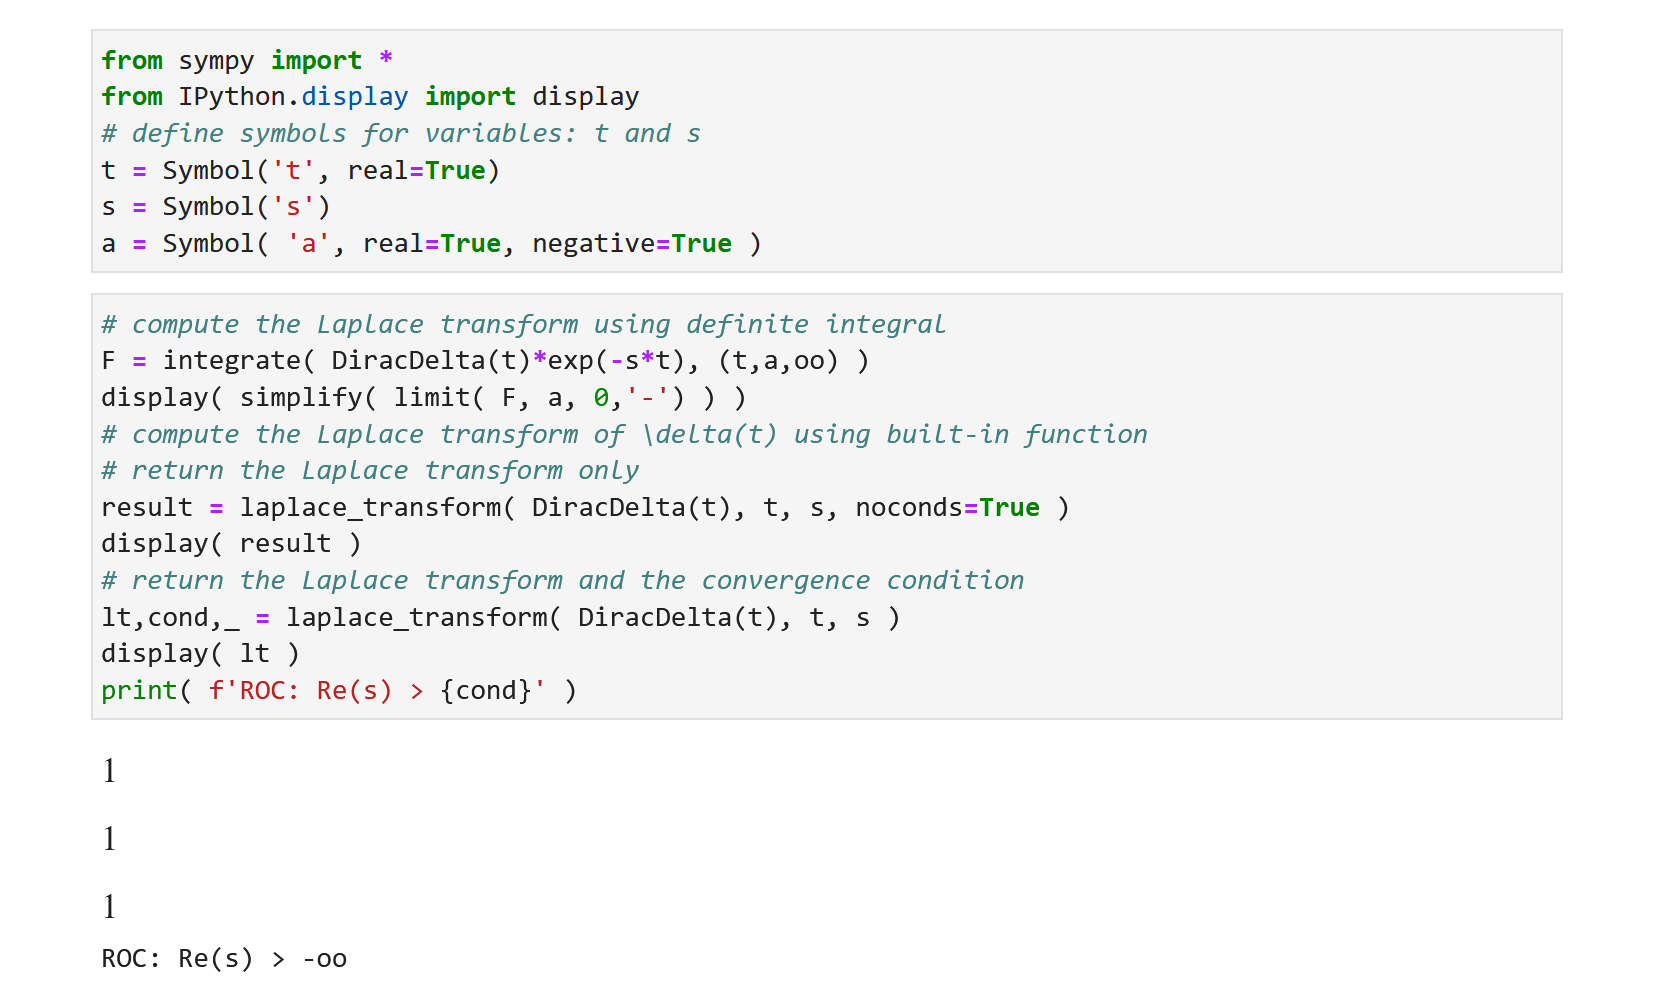 from sympy import *
from IPython.display import display
# define symbols for variables: t and s
t = Symbol('t', real=True)
s = Symbol('s')
a = Symbol( 'a', real=True, negative=True )
# compute the Laplace transform using definite integral
F = integrate( DiracDelta(t)*exp(-s*t), (t,a,oo) )
display( simplify( limit( F, a, 0,'-') ) )
# compute the Laplace transform of \delta(t) using built-in function
# return the Laplace transform only
result = laplace_transform( DiracDelta(t), t, s, noconds=True )
display( result )
# return the Laplace transform and the convergence condition
lt,cond,_ = laplace_transform( DiracDelta(t), t, s )
display( lt )
print( f'ROC: Re(s) > {cond}' )
1
1
1
ROC: Re(s) > -oo